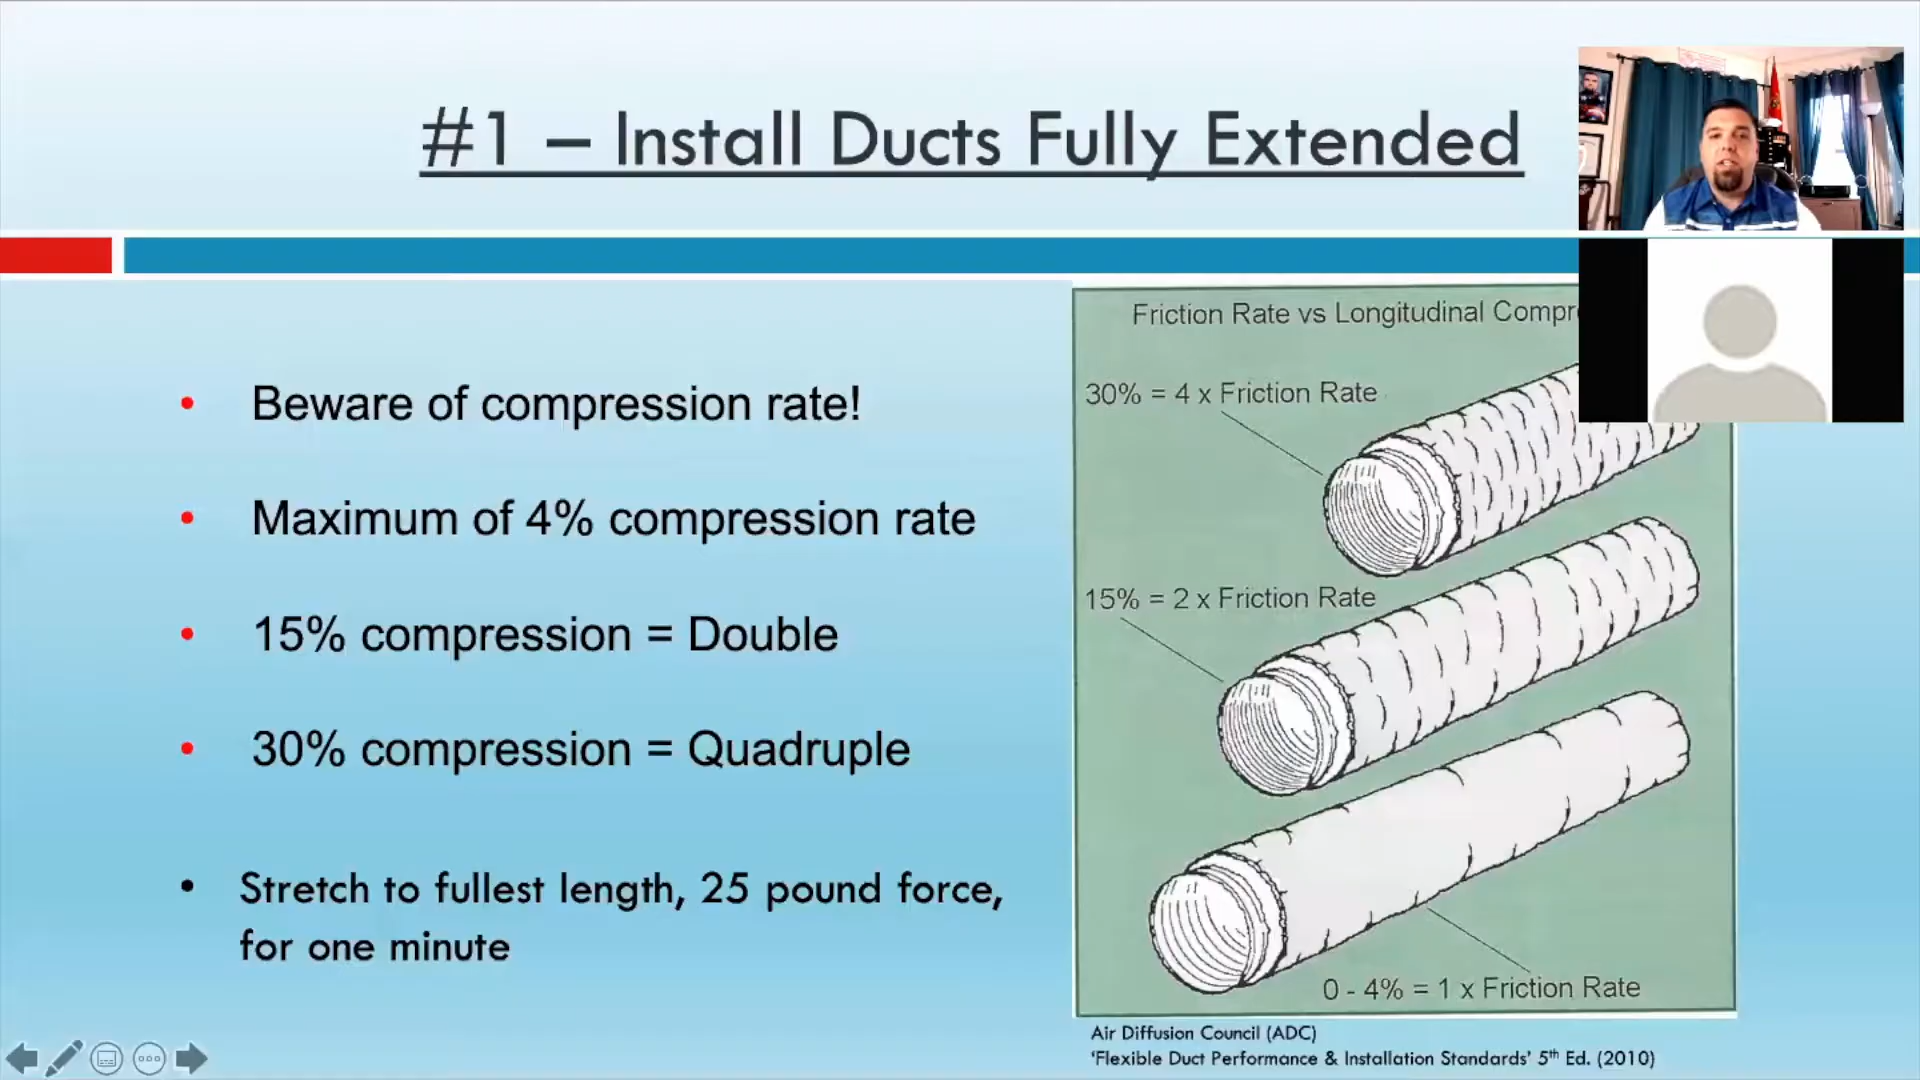 #1 – Install Ducts Fully Extended
• Beware of compression rate!
• Maximum of 4% compression rate
• 15% compression = Double
• 30% compression = Quadruple
• Stretch to fullest length, 25 pound force,
for one minute
Friction Rate vs Longitudinal Compr
30% = 4 x Friction Rate
15% = 2 x Friction Rate
0 - 4% = 1 x Friction Rate
Air Diffusion Council (ADC)
'Flexible Duct Performance & Installation Standards' 5th Ed. (2010)